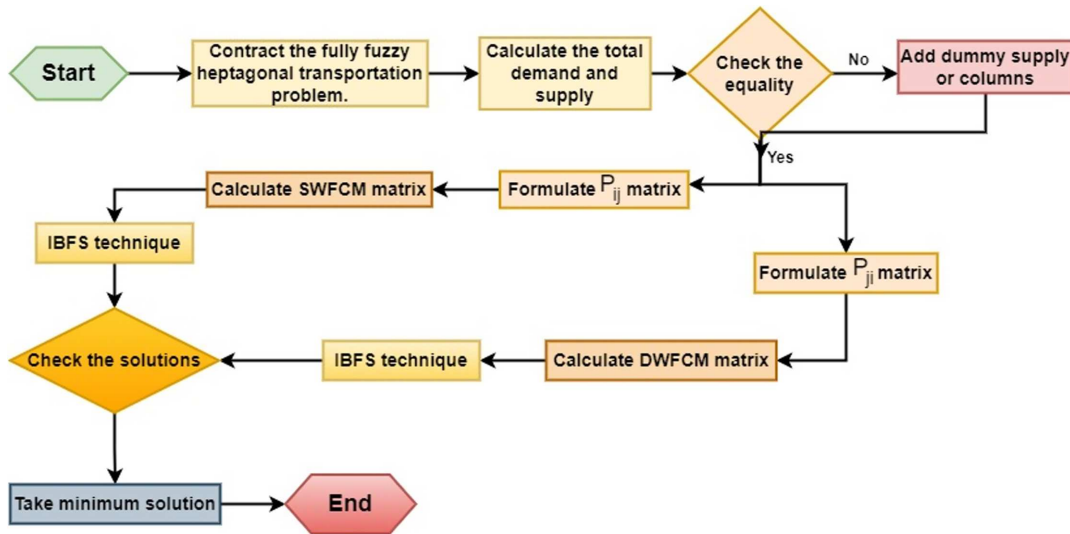 Start
Contract the fully fuzzy
heptagonal transportation
problem.
Calculate the total
demand and
supply
Check the
equality
No
Add dummy supply
or columns
Yes
Calculate SWFCM matrix
Formulate P_ij matrix
IBFS technique
Formulate P_ji matrix
Check the solutions
IBFS technique
Calculate DWFCM matrix
Take minimum solution
End